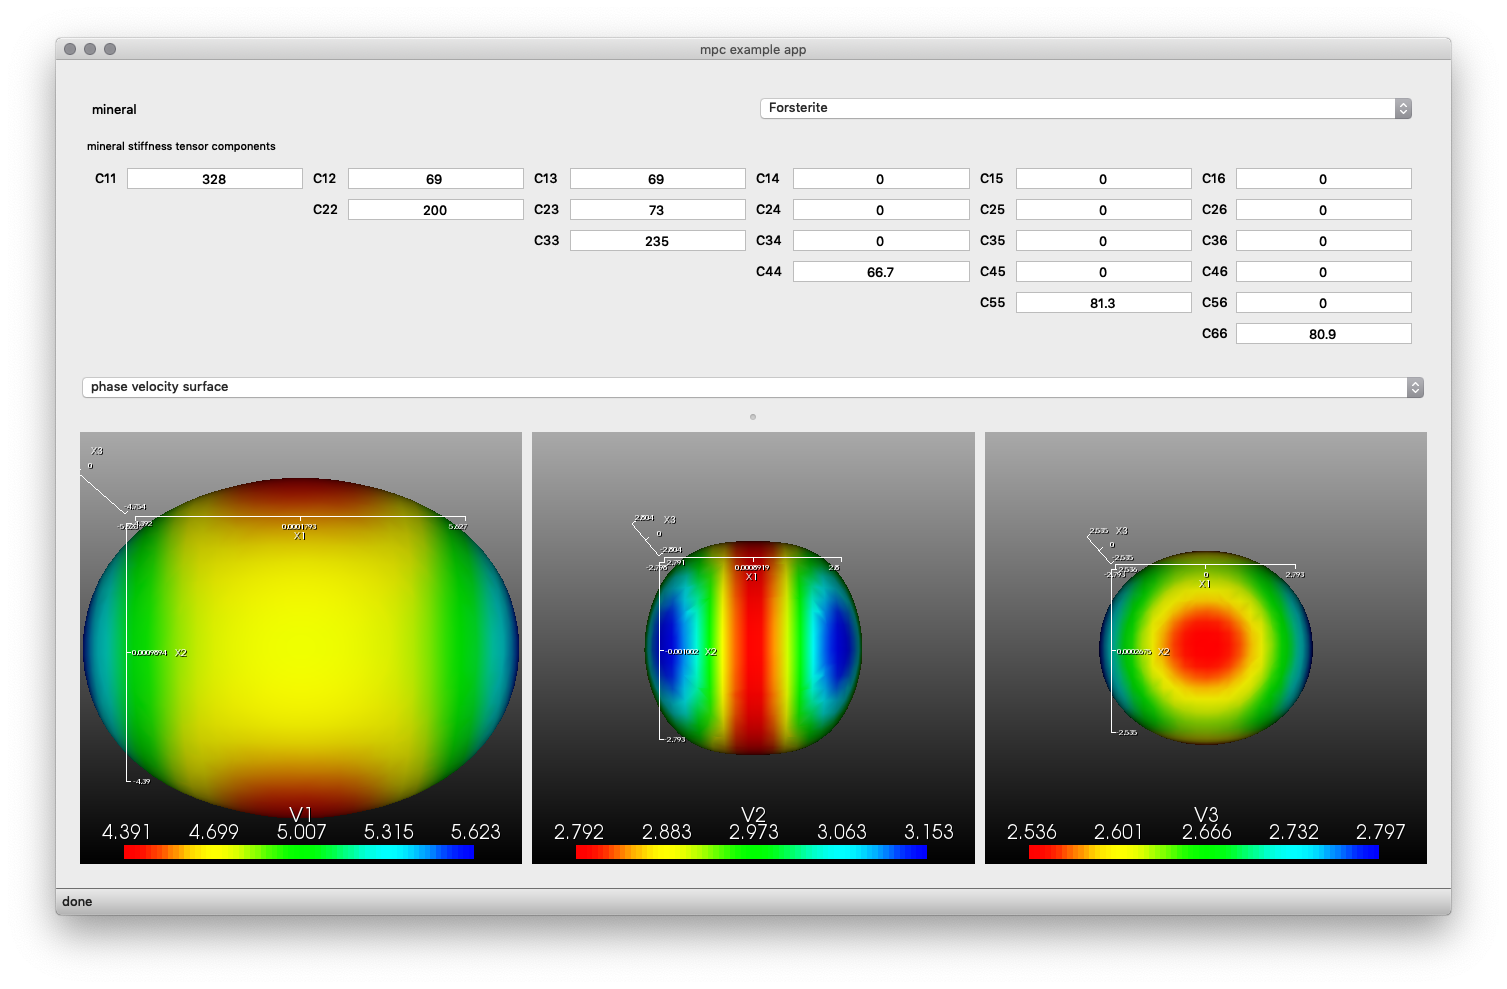 mpc example app
mineral
Forsterite
mineral stiffness tensor components
C11 328 C12 69 C13 69 C14 0 C15 0 C16 0
C22 200 C23 73 C24 0 C25 0 C26 0
C33 235 C34 0 C35 0 C36 0
C44 66.7 C45 0 C46 0
C55 81.3 C56 0
C66 80.9
phase velocity surface
X3
0
-4.754
0.0001793 5.627
X1
-0.0009894 X2
-4.39
V1
4.391 4.699 5.007 5.315 5.623
2.804 X3
0
-2.804
-2.791
0.0008919 2.8
X1
-0.001002 X2
-2.793
V2
2.792 2.883 2.973 3.063 3.153
2.535 X3
0
-2.535
-2.793 2.536 0 2.793
X1
-0.0002675 X2
-2.535
V3
2.536 2.601 2.666 2.732 2.797
done